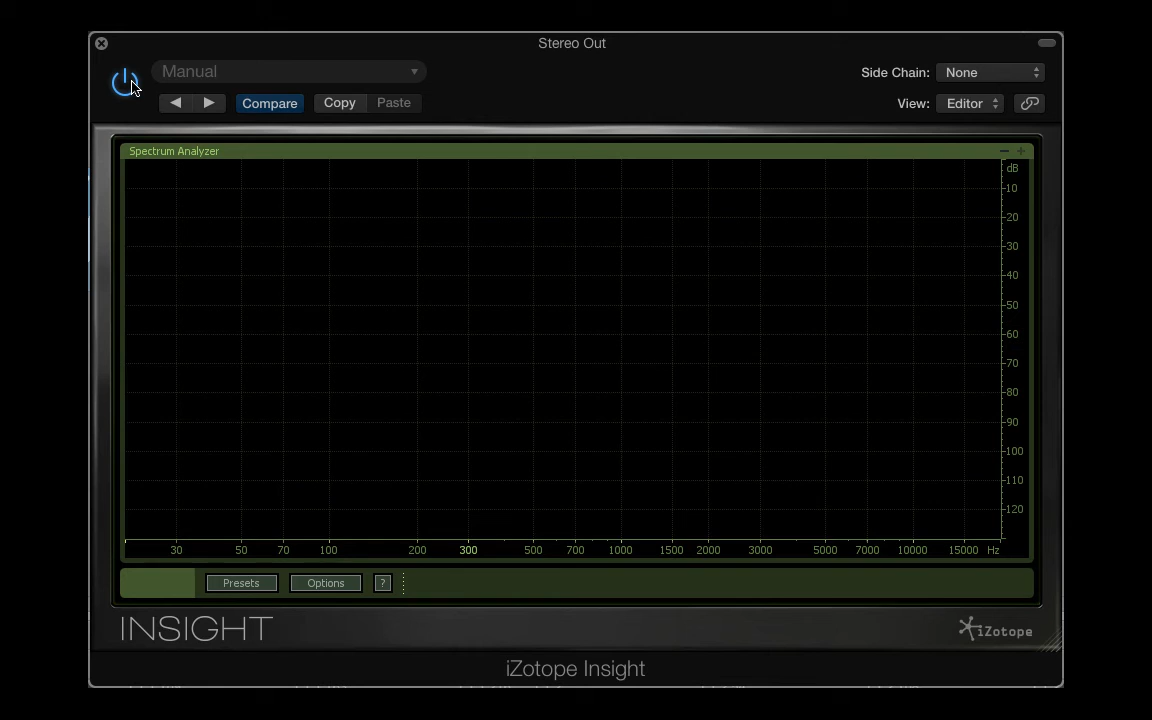 Stereo Out
Manual
Side Chain: None
Compare Copy Paste
View: Editor
Spectrum Analyzer
dB
10
20
30
40
50
60
70
80
90
100
110
120
30 50 70 100 200 300 500 700 1000 1500 2000 3000 5000 7000 10000 15000 Hz
Presets Options ?
INSIGHT
iZotope
iZotope Insight